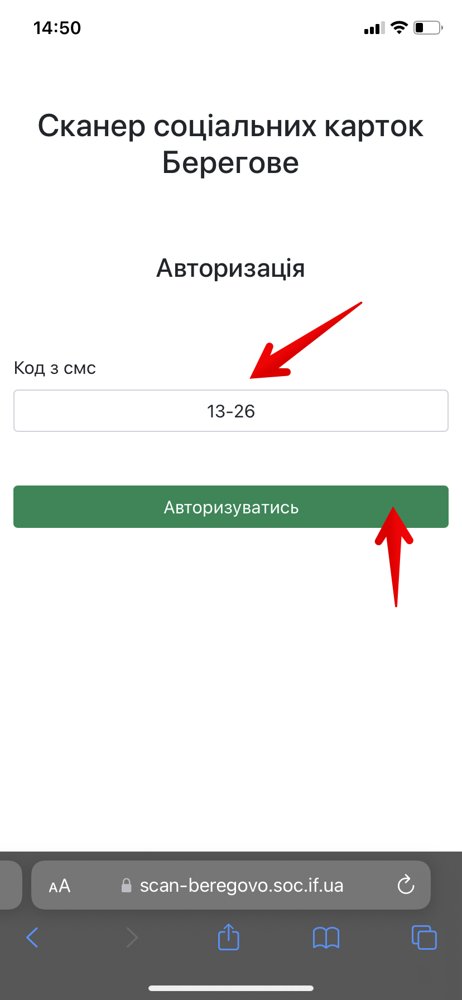 14:50
Сканер соціальних карток
Берегове
Авторизація
Код з смс
13-26
Авторизуватись
AA scan-beregovo.soc.if.ua